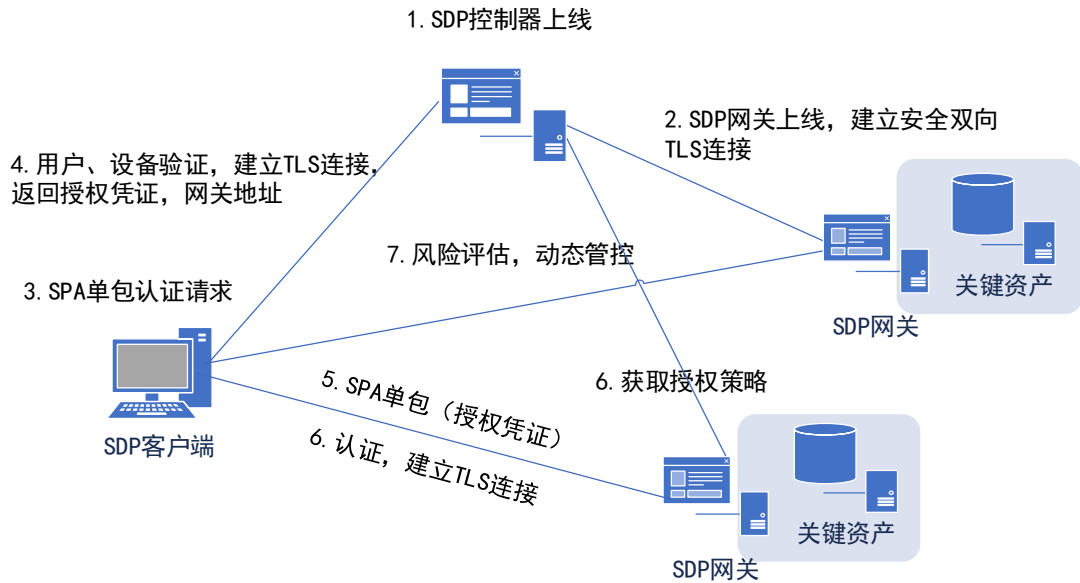 1.SDP控制器上线
2.SDP网关上线，建立安全双向
TLS连接
4.用户、设备验证，建立TLS连接，
返回授权凭证，网关地址
7.风险评估，动态管控
3.SPA单包认证请求
关键资产
SDP网关
5.SPA单包（授权凭证）
6.获取授权策略
6.认证，建立TLS连接
SDP客户端
关键资产
SDP网关